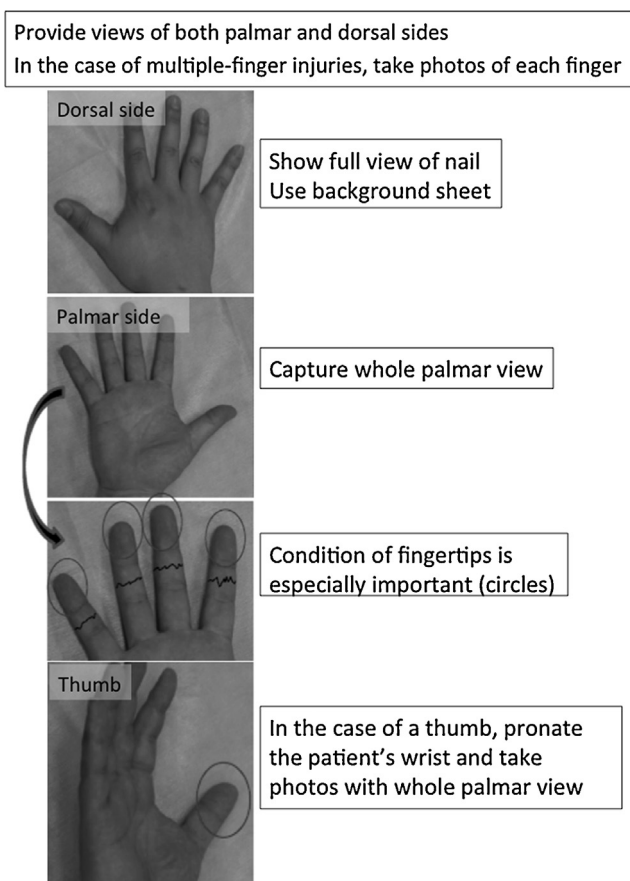 Provide views of both palmar and dorsal sides
In the case of multiple-finger injuries, take photos of each finger
Dorsal side
Show full view of nail
Use background sheet
Palmar side
Capture whole palmar view
Condition of fingertips is
especially important (circles)
Thumb
In the case of a thumb, pronate
the patient's wrist and take
photos with whole palmar view